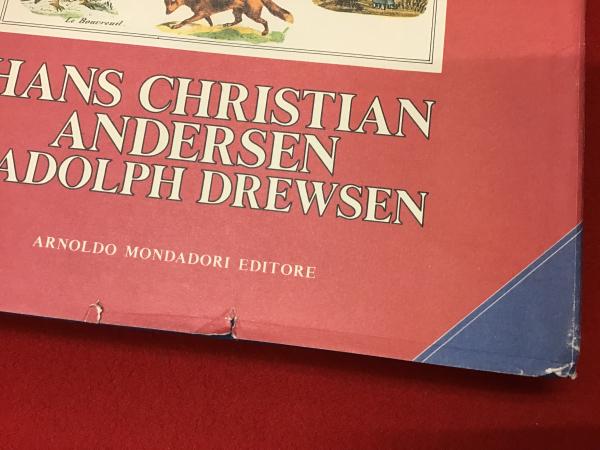 Le Bouvreuil
HANS CHRISTIAN
ANDERSEN
ADOLPH DREWSEN
ARNOLDO MONDADORI EDITORE